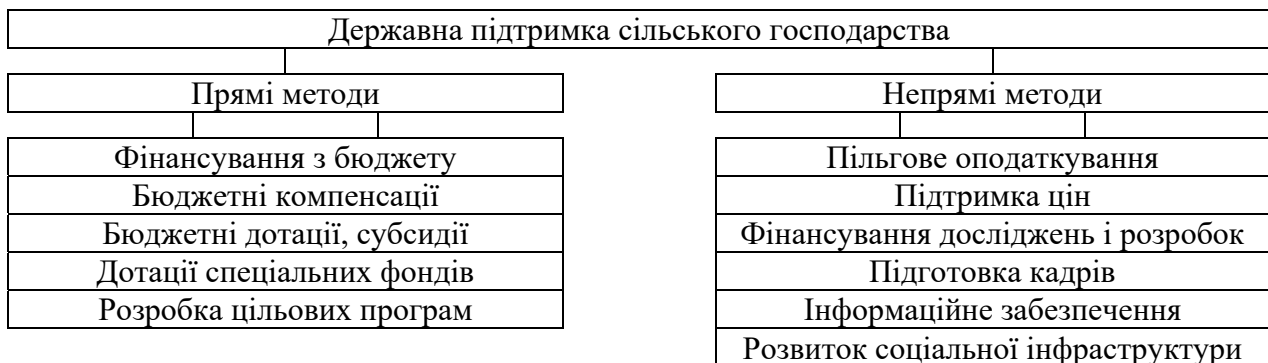 Державна підтримка сільського господарства
Прямі методи
Фінансування з бюджету
Бюджетні компенсації
Бюджетні дотації, субсидії
Дотації спеціальних фондів
Розробка цільових програм
Непрямі методи
Пільгове оподаткування
Підтримка цін
Фінансування досліджень і розробок
Підготовка кадрів
Інформаційне забезпечення
Розвиток соціальної інфраструктури